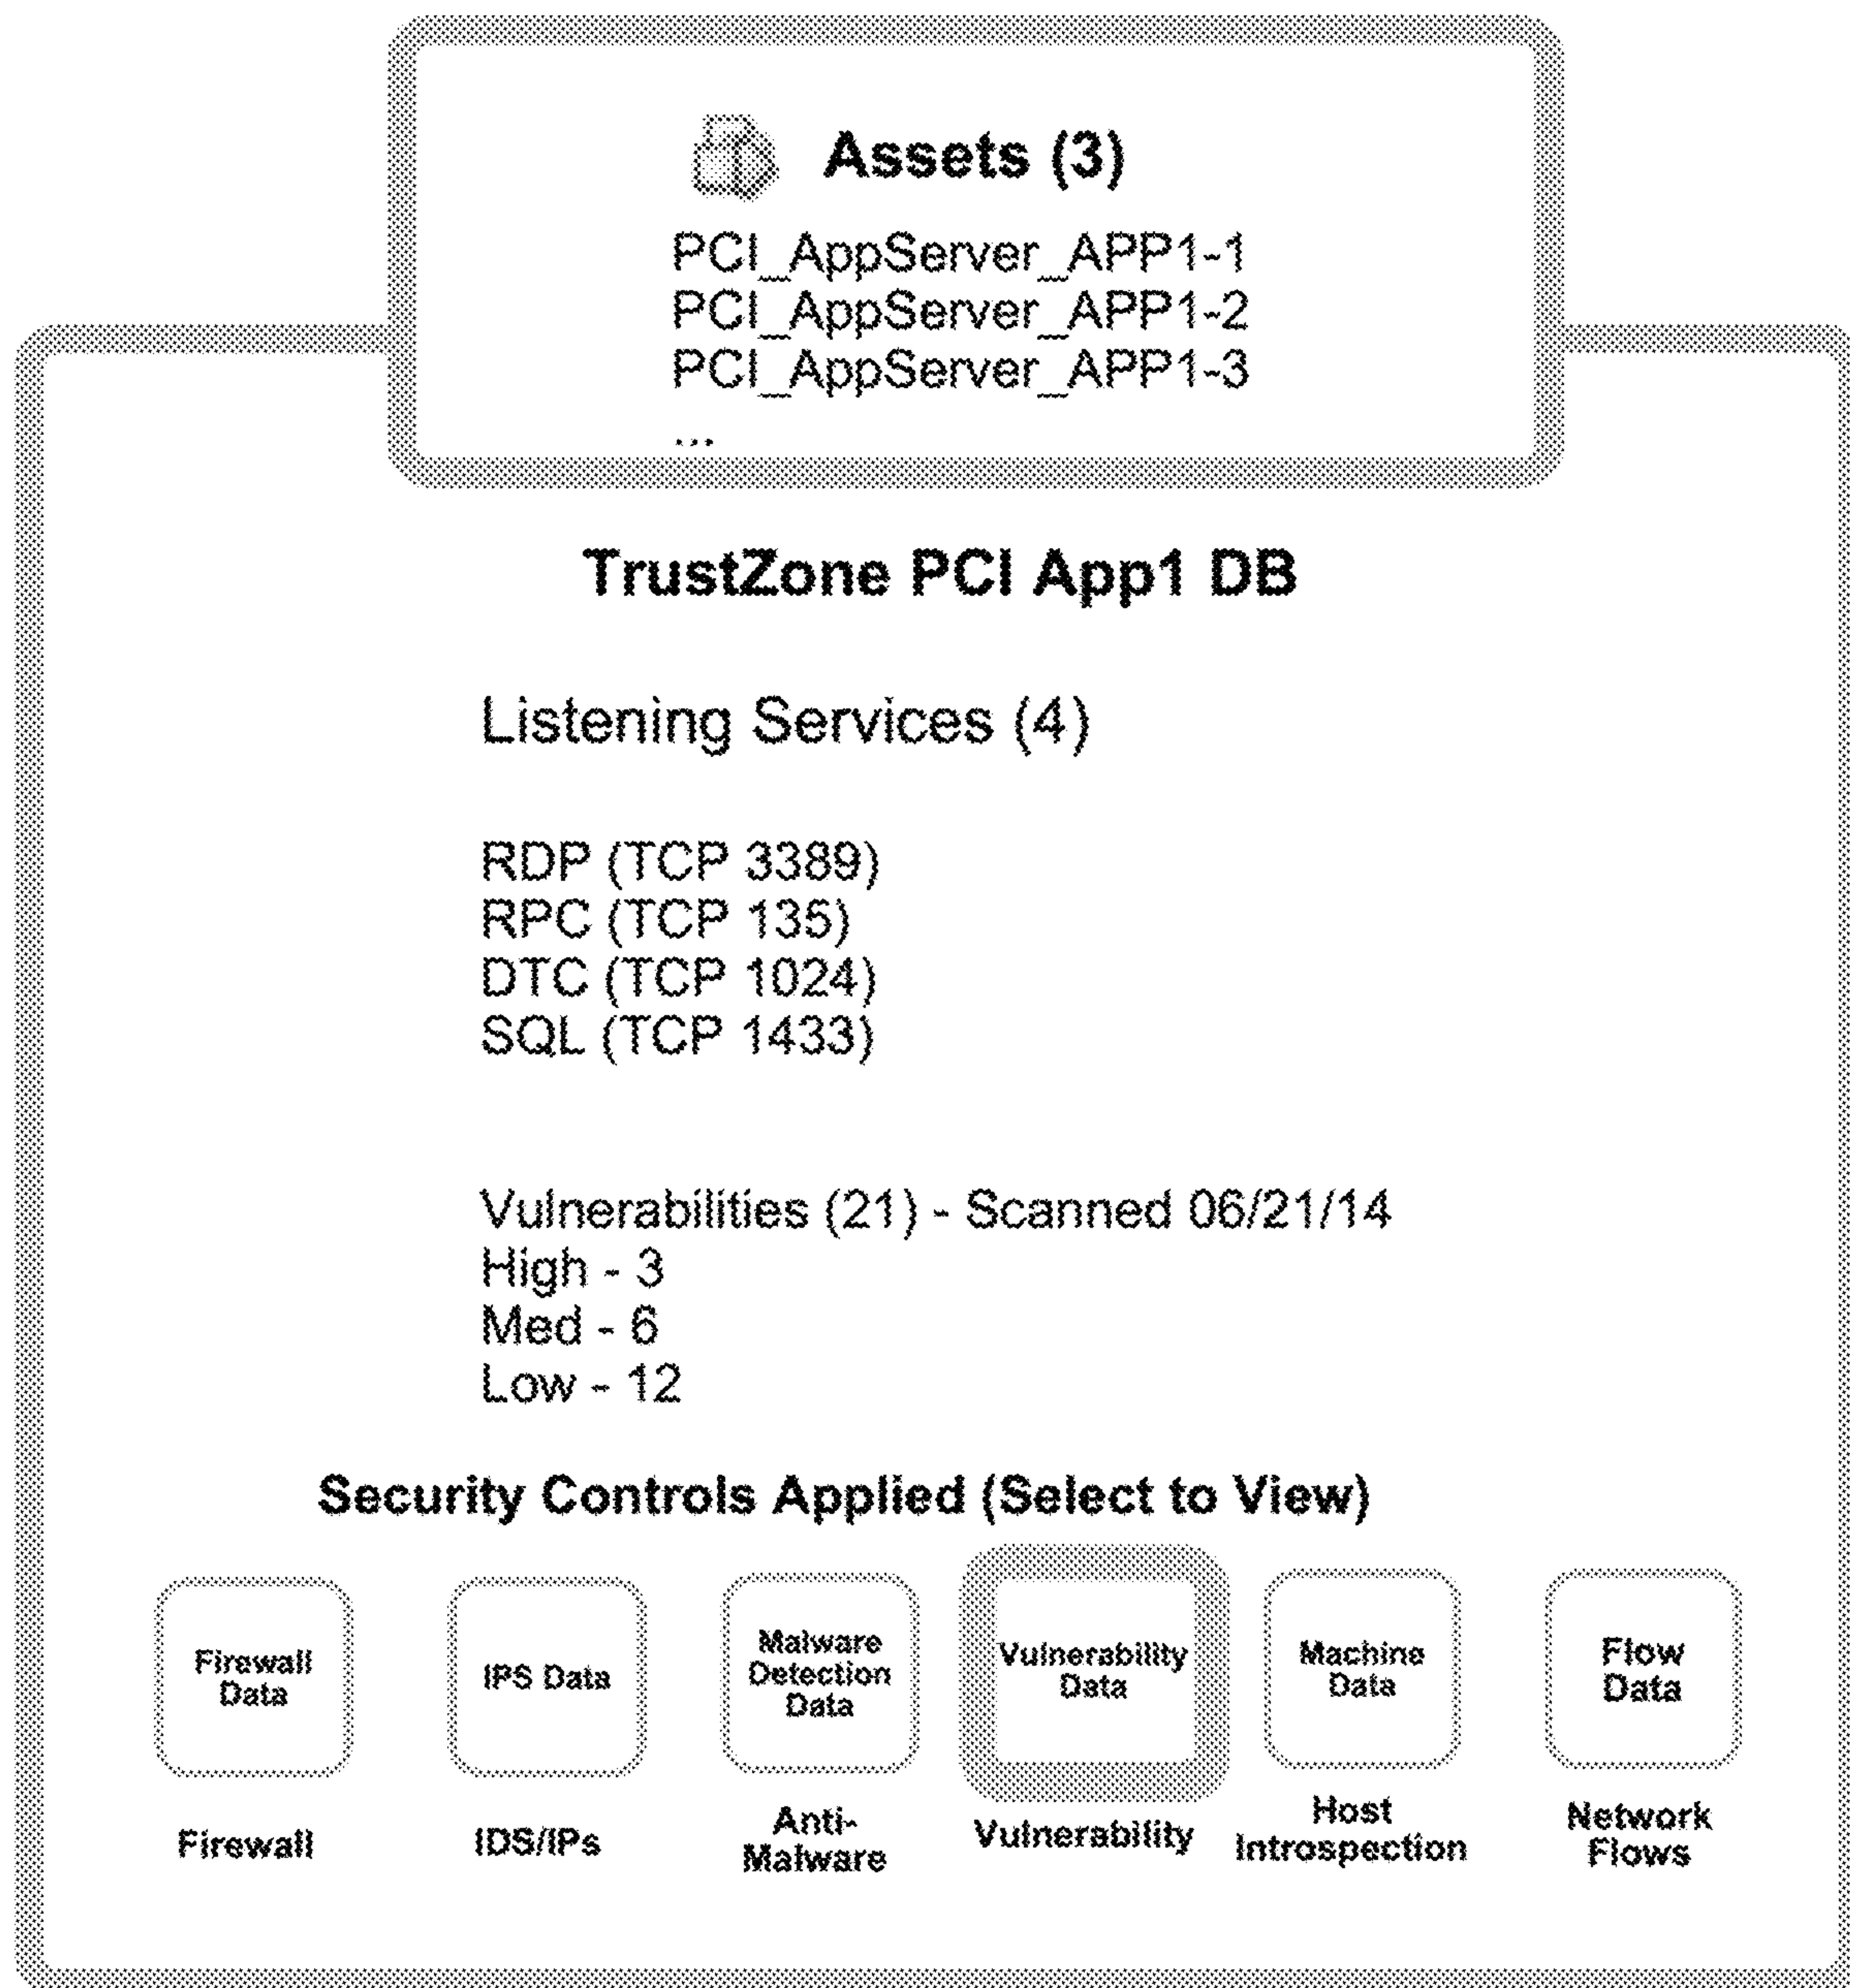 Assets (3)
PCI_AppServer_APP1-1
PCI_AppServer_APP1-2
PCI_AppServer_APP1-3
...
TrustZone PCI App1 DB
Listening Services (4)
RDP (TCP 3389)
RPC (TCP 135)
DTC (TCP 1024)
SQL (TCP 1433)
Vulnerabilities (21) - Scanned 06/21/14
High - 3
Med - 6
Low - 12
Security Controls Applied (Select to View)
Firewall
Data
IPS Data
Malware
Detection
Data
Vulnerability
Data
Machine
Data
Flow
Data
Firewall
IDS/IPs
Anti-
Malware
Vulnerability
Host
Introspection
Network
Flows